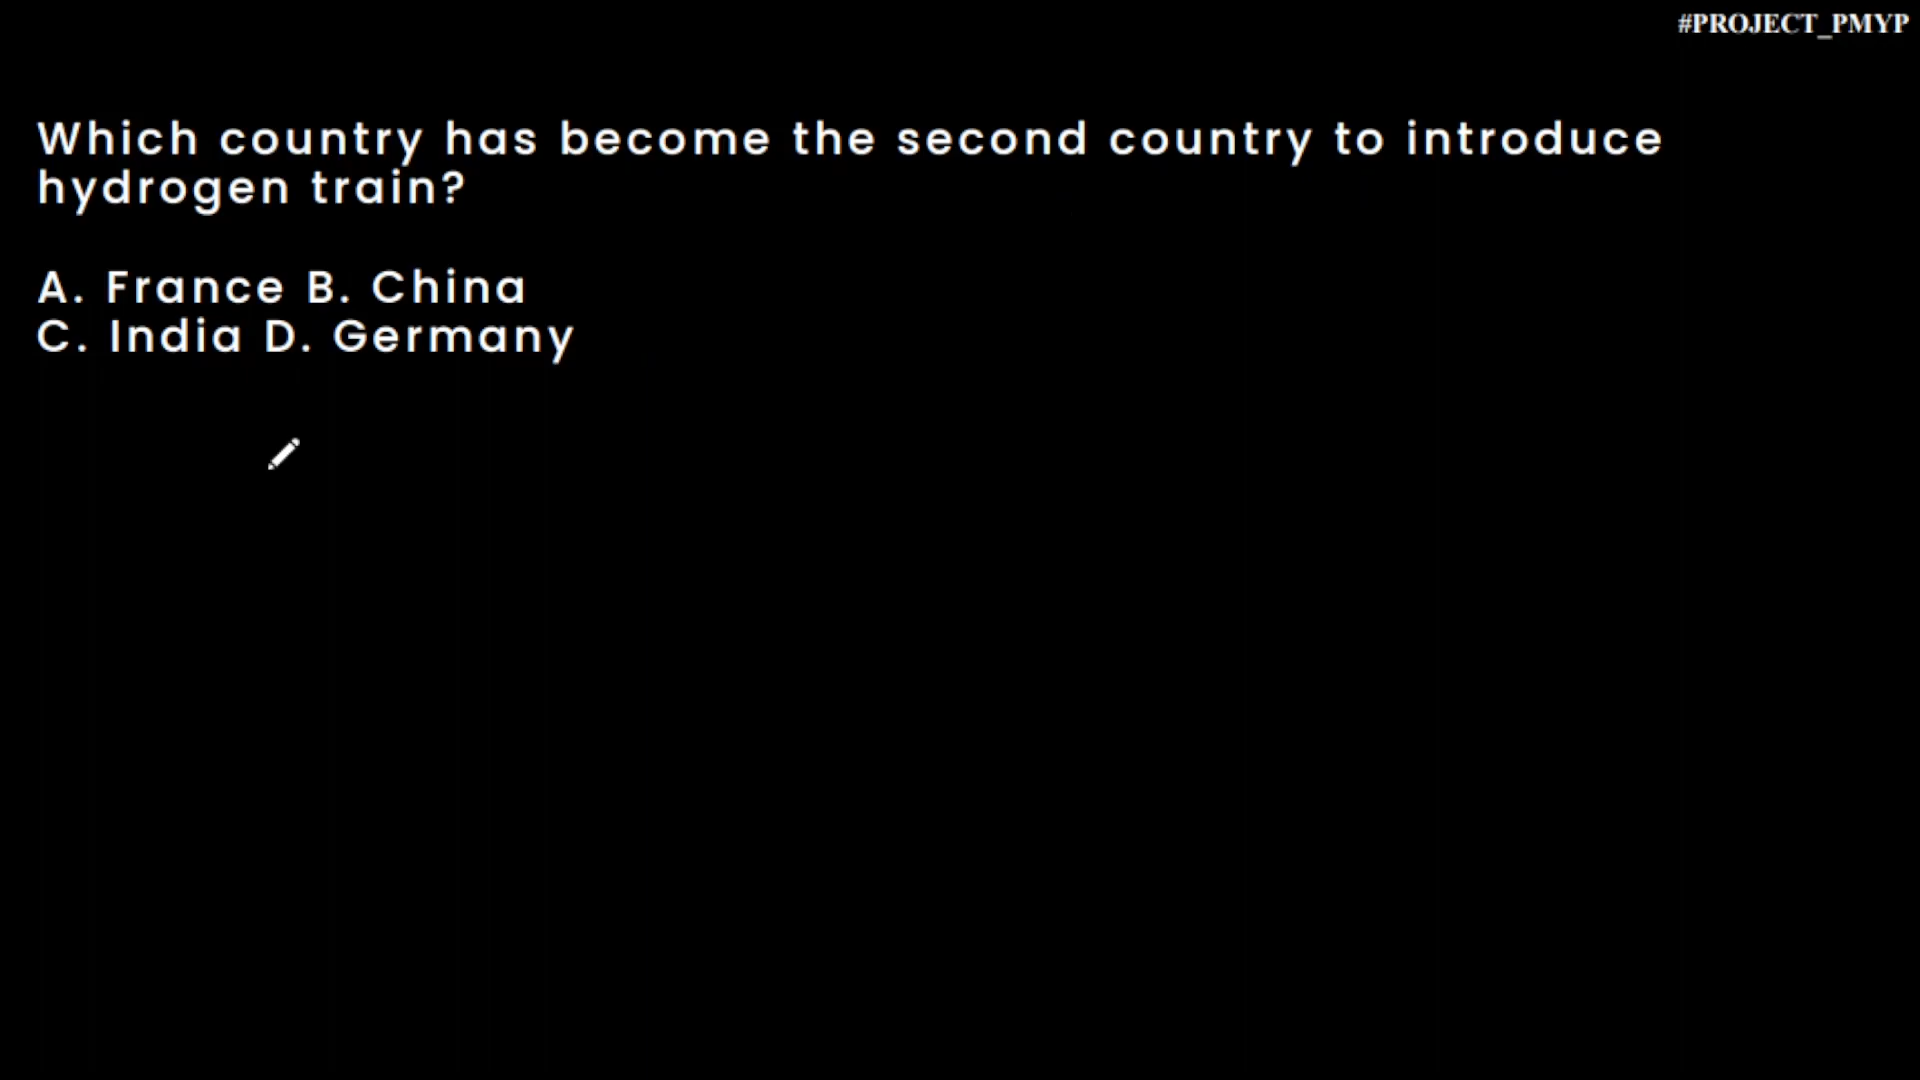 #PROJECT_PMYP
Which country has become the second country to introduce
hydrogen train?
A. France B. China
C. India D. Germany